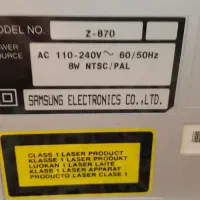 MODEL NO. Z-870
POWER SOURCE AC 110-240V~ 60/50Hz
8W NTSC/PAL
SAMSUNG ELECTRONICS CO.,LTD.
CLASS 1 LASER PRODUCT
KLASSE 1 LASER PRODUKT
LUOKAN 1 LASER LAITE
KLASS 1 LASER APPARAT
PRODUCTO LASER CLASE 1